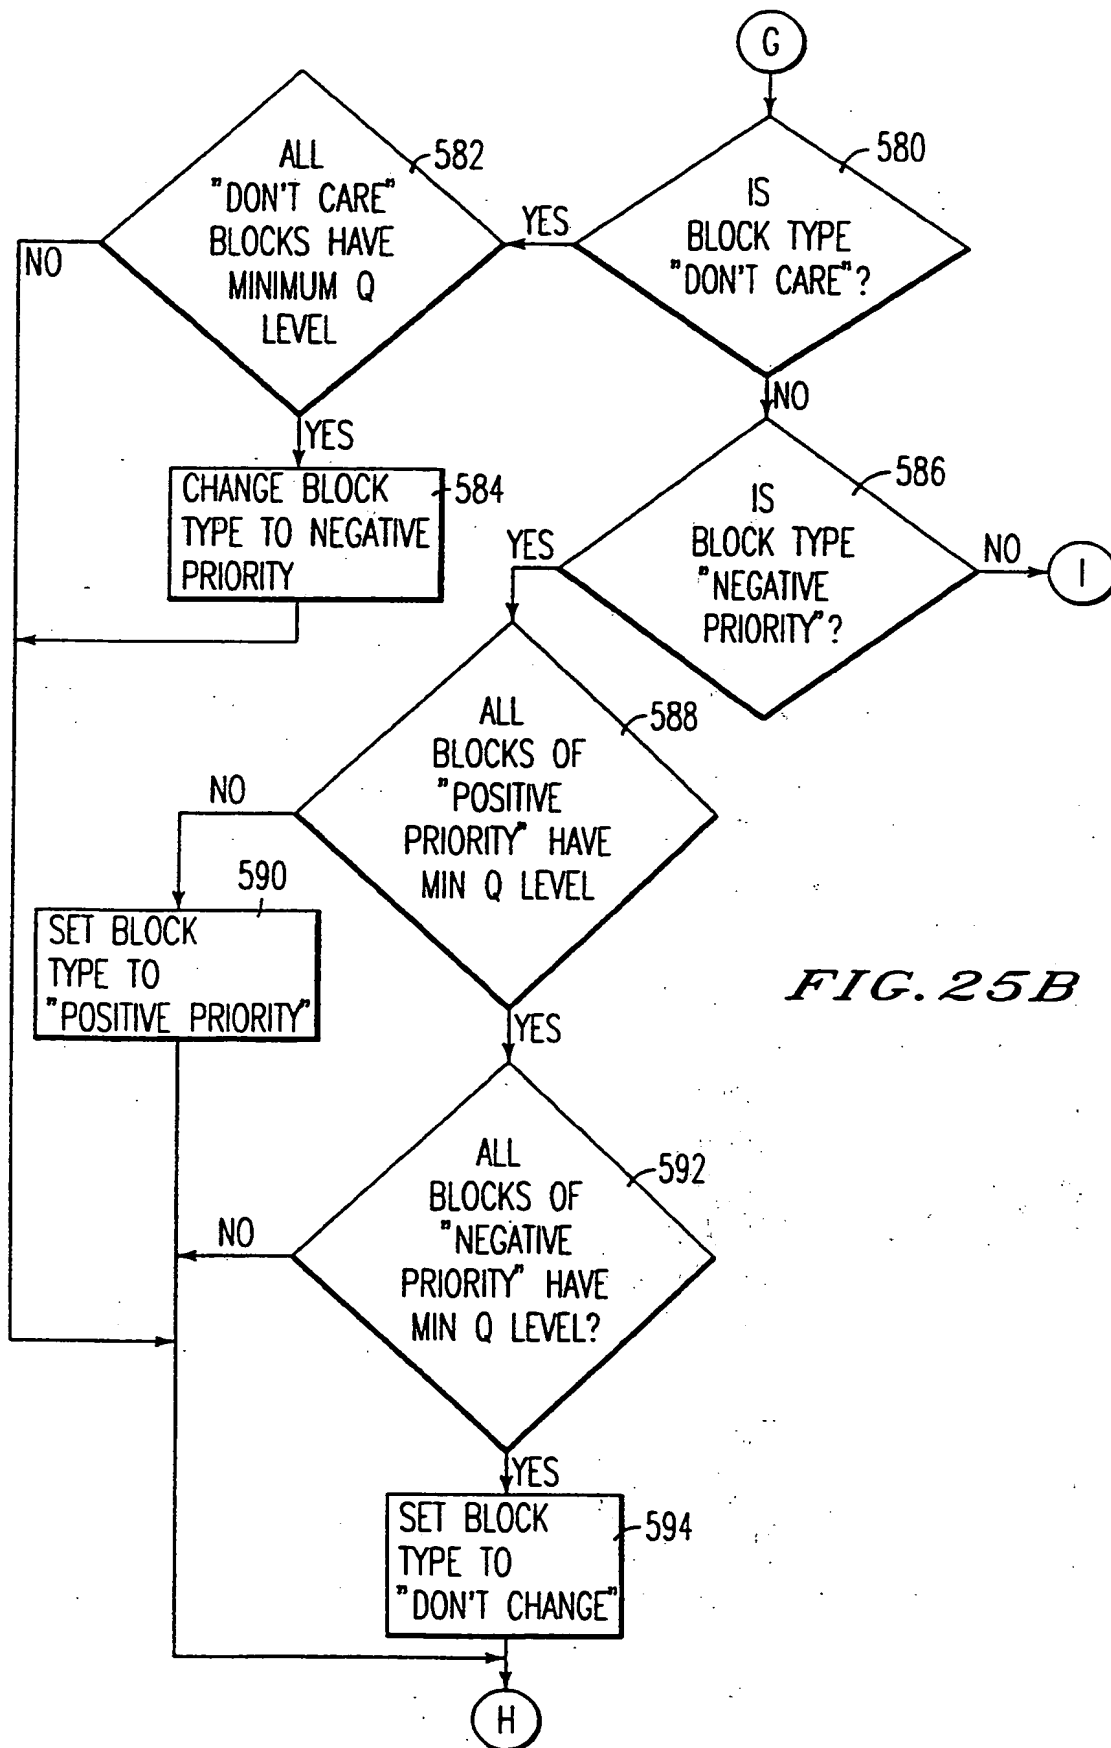 G
580
IS
BLOCK TYPE
"DON'T CARE"?
YES
NO
582
ALL
"DON'T CARE"
BLOCKS HAVE
MINIMUM Q
LEVEL
NO
YES
584
CHANGE BLOCK
TYPE TO NEGATIVE
PRIORITY
586
IS
BLOCK TYPE
"NEGATIVE
PRIORITY"?
YES
NO
I
588
ALL
BLOCKS OF
"POSITIVE
PRIORITY" HAVE
MIN Q LEVEL
NO
YES
590
SET BLOCK
TYPE TO
"POSITIVE PRIORITY"
FIG. 25B
592
ALL
BLOCKS OF
"NEGATIVE
PRIORITY" HAVE
MIN Q LEVEL?
NO
YES
594
SET BLOCK
TYPE TO
"DON'T CHANGE"
H